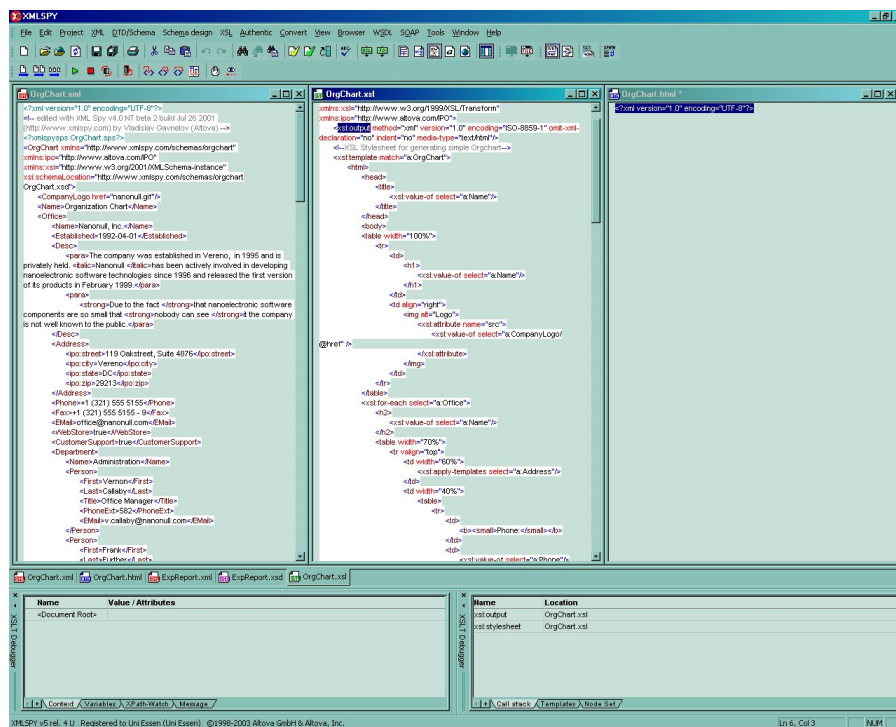 XMLSPY
File Edit Project XML DTD/Schema Schema design XSL Authentic Convert View Browser WSDL SOAP Tools Window Help
OrgChart.xml
<?xml version="1.0" encoding="UTF-8"?>
<!-- edited with XML Spy v4.0 NT beta 2 build Jul 26 2001
(http://www.xmlspy.com) by Vladislav Gavrielov (Altova) -->
<?xmlspysps OrgChart.sps?>
<OrgChart xmlns="http://www.xmlspy.com/schemas/orgchart"
xmlns:ipo="http://www.altova.com/IPO"
xmlns:xsi="http://www.w3.org/2001/XMLSchema-instance"
xsi:schemaLocation="http://www.xmlspy.com/schemas/orgchart
OrgChart.xsd">
<CompanyLogo href="nanonull.gif"/>
<Name>Organization Chart</Name>
<Office>
<Name>Nanonull, Inc.</Name>
<Established>1992-04-01</Established>
<Desc>
<para>The company was established in Vereno, in 1995 and is
privately held. <italic>Nanonull </italic>has been actively involved in developing
nanoelectronic software technologies since 1996 and released the first version
of its products in February 1999.</para>
<para>
<strong>Due to the fact </strong>that nanoelectronic software
components are so small that <strong>nobody can see </strong>it the company
is not well known to the public.</para>
</Desc>
<Address>
<ipo:street>119 Oakstreet, Suite 4876</ipo:street>
<ipo:city>Vereno</ipo:city>
<ipo:state>DC</ipo:state>
<ipo:zip>29213</ipo:zip>
</Address>
<Phone>+1 (321) 555 5155</Phone>
<Fax>+1 (321) 555 5155 - 9</Fax>
<EMail>office@nanonull.com</EMail>
<WebStore>true</WebStore>
<CustomerSupport>true</CustomerSupport>
<Department>
<Name>Administration</Name>
<Person>
<First>Vernon</First>
<Last>Callaby</Last>
<Title>Office Manager</Title>
<PhoneExt>582</PhoneExt>
<EMail>v.callaby@nanonull.com</EMail>
</Person>
<Person>
<First>Frank</First>
<Last>Further</Last>
OrgChart.xsl
xmlns:xsl="http://www.w3.org/1999/XSL/Transform"
xmlns:ipo="http://www.altova.com/IPO">
<xsl:output method="xml" version="1.0" encoding="ISO-8859-1" omit-xml-
declaration="no" indent="no" media-type="text/html"/>
<!--XSL Stylesheet for generating simple Orgchart-->
<xsl:template match="a:OrgChart">
<html>
<head>
<title>
<xsl:value-of select="a:Name"/>
</title>
</head>
<body>
<table width="100%">
<tr>
<td>
<h1>
<xsl:value-of select="a:Name"/>
</h1>
</td>
<td align="right">
<img alt="Logo">
<xsl:attribute name="src">
<xsl:value-of select="a:CompanyLogo/
@href" />
</xsl:attribute>
</img>
</td>
</tr>
</table>
<xsl:for-each select="a:Office">
<h2>
<xsl:value-of select="a:Name"/>
</h2>
<table width="70%">
<tr valign="top">
<td width="60%">
<xsl:apply-templates select="a:Address"/>
</td>
<td width="40%">
<table>
<tr>
<td>
<b><small>Phone:</small></b>
</td>
<td>
<xsl:value-of select="a:Phone"/>
OrgChart.html *
<?xml version="1.0" encoding="UTF-8"?>
OrgChart.xml OrgChart.html ExpReport.xml ExpReport.xsd OrgChart.xsl
XSLT Debugger
Name Value / Attributes
<Document Root>
Context Variables XPath-Watch Message
XSLT Debugger
Name Location
xsl:output OrgChart.xsl
xsl:stylesheet OrgChart.xsl
Call stack Templates Node Set
XMLSPY v5 rel. 4 U Registered to Uni Essen (Uni Essen) ©1998-2003 Altova GmbH & Altova, Inc. Ln 6, Col 3 NUM